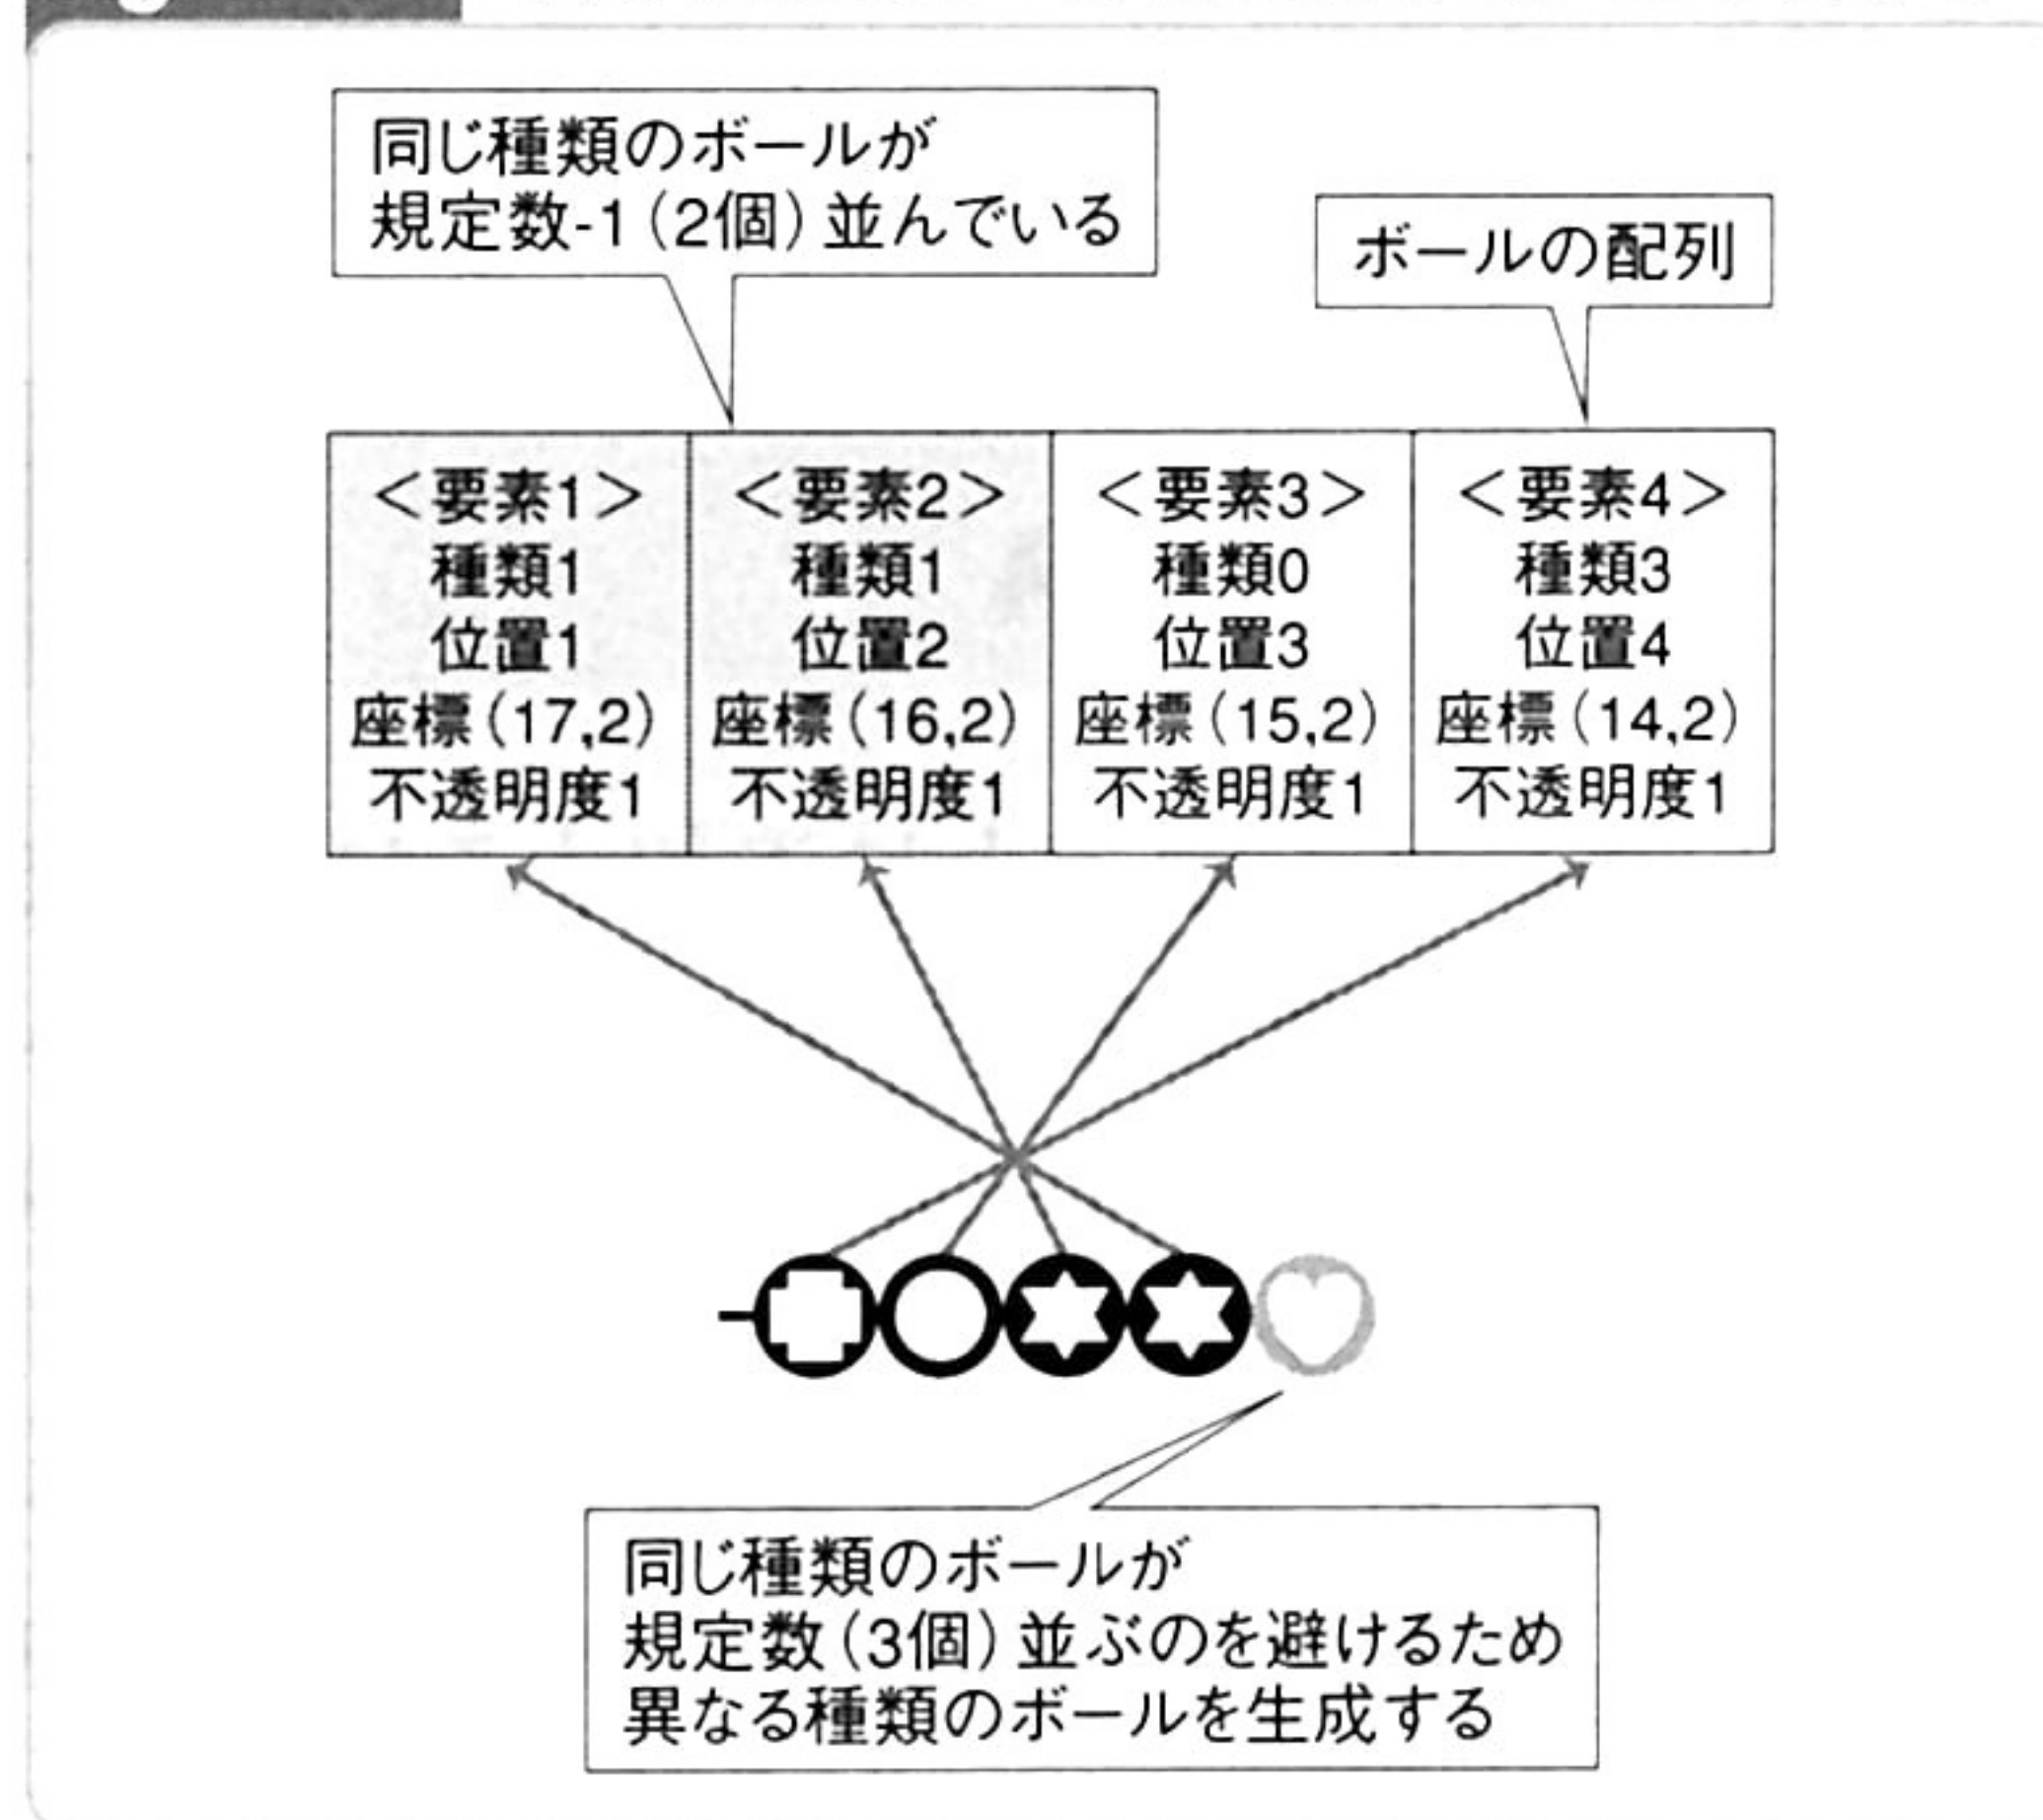 同じ種類のボールが
規定数-1（2個）並んでいる
ボールの配列
＜要素1＞
種類1
位置1
座標（17,2）
不透明度1
＜要素2＞
種類1
位置2
座標（16,2）
不透明度1
＜要素3＞
種類0
位置3
座標（15,2）
不透明度1
＜要素4＞
種類3
位置4
座標（14,2）
不透明度1
同じ種類のボールが
規定数（3個）並ぶのを避けるため
異なる種類のボールを生成する